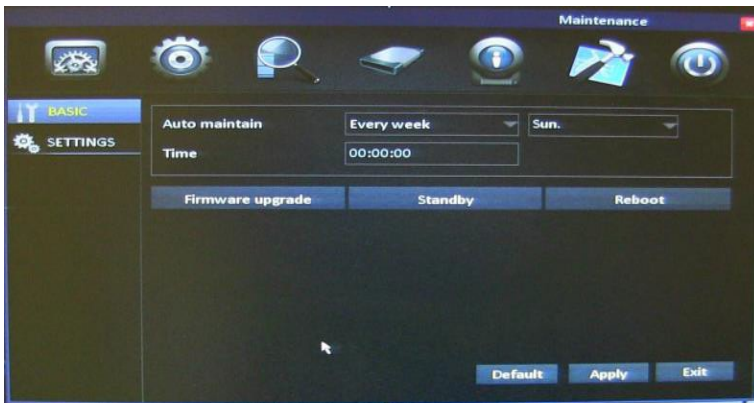 Maintenance
BASIC
SETTINGS
Auto maintain Every week Sun.
Time 00:00:00
Firmware upgrade Standby Reboot
Default Apply Exit